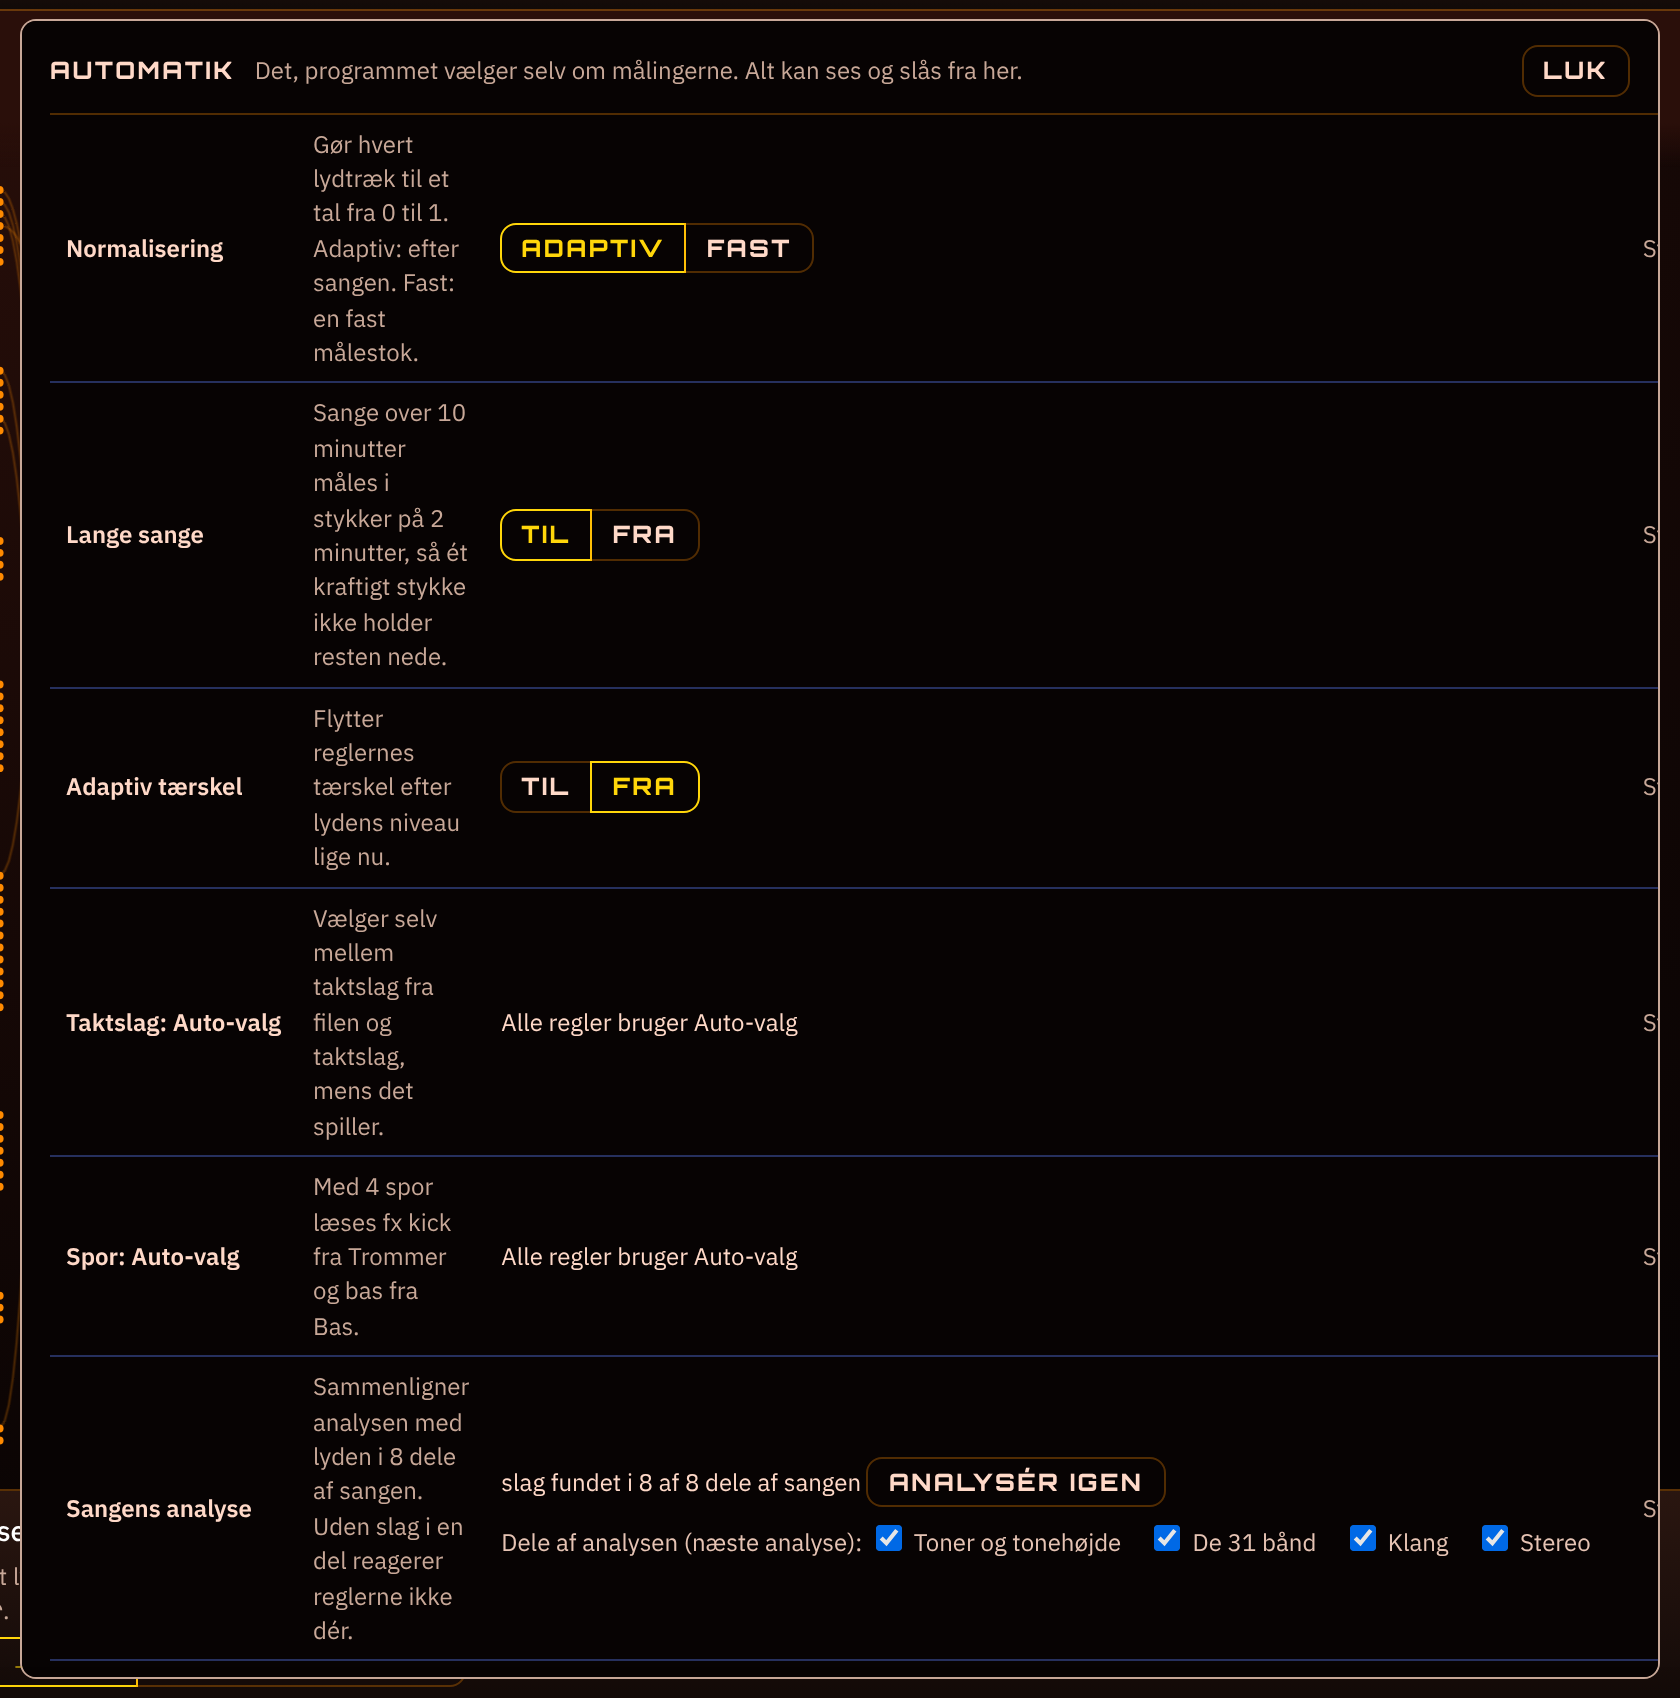 AUTOMATIK Det, programmet vælger selv om målingerne. Alt kan ses og slås fra her. LUK
Normalisering
Gør hvert
lydtræk til et
tal fra 0 til 1.
Adaptiv: efter
sangen. Fast:
en fast
målestok.
ADAPTIV FAST
Lange sange
Sange over 10
minutter
måles i
stykker på 2
minutter, så ét
kraftigt stykke
ikke holder
resten nede.
TIL FRA
Adaptiv tærskel
Flytter
reglernes
tærskel efter
lydens niveau
lige nu.
TIL FRA
Taktslag: Auto-valg
Vælger selv
mellem
taktslag fra
filen og
taktslag,
mens det
spiller.
Alle regler bruger Auto-valg
Spor: Auto-valg
Med 4 spor
læses fx kick
fra Trommer
og bas fra
Bas.
Alle regler bruger Auto-valg
Sangens analyse
Sammenligner
analysen med
lyden i 8 dele
af sangen.
Uden slag i en
del reagerer
reglerne ikke
dér.
slag fundet i 8 af 8 dele af sangen ANALYSÉR IGEN
Dele af analysen (næste analyse): Toner og tonehøjde De 31 bånd Klang Stereo